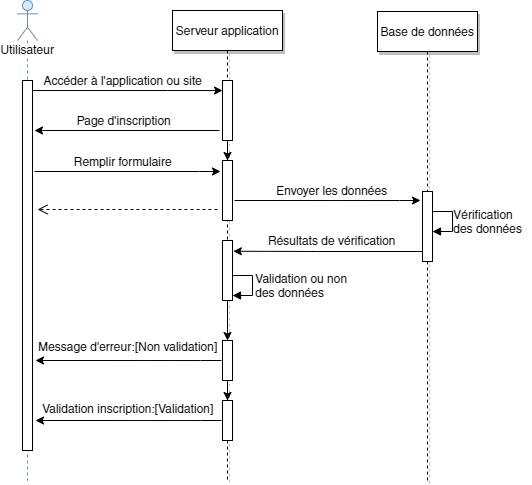 Utilisateur
Serveur application
Base de données
Accéder à l'application ou site
Page d'inscription
Remplir formulaire
Envoyer les données
Vérification
des données
Résultats de vérification
Validation ou non
des données
Message d'erreur:[Non validation]
Validation inscription:[Validation]